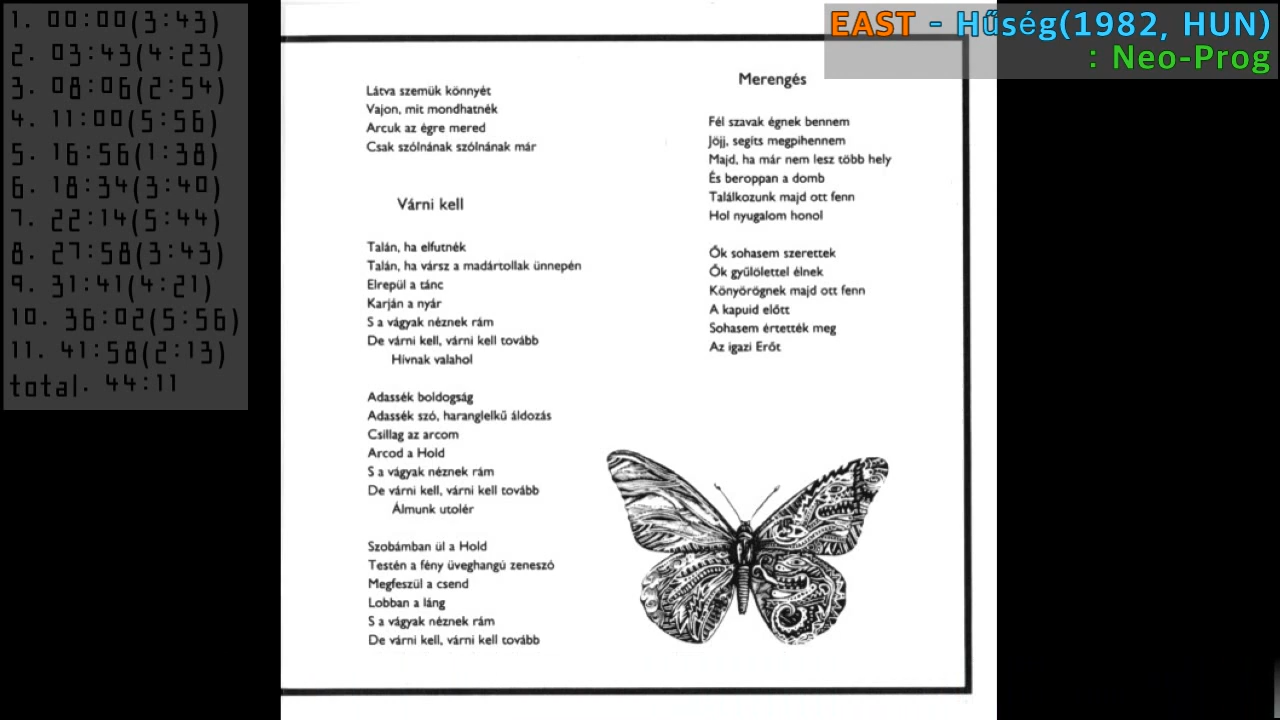 1. 00:00(3:43)
2. 03:43(4:23)
3. 08:06(2:54)
4. 11:00(5:56)
5. 16:56(1:38)
6. 18:34(3:40)
7. 22:14(5:44)
8. 27:58(3:43)
9. 31:41(4:21)
10. 36:02(5:56)
11. 41:58(2:13)
total. 44:11
EAST - Hűség(1982, HUN)
: Neo-Prog
Látva szemük könnyét
Vajon, mit mondhatnék
Arcuk az égre mered
Csak szólnának szólnának már
Várni kell
Talán, ha elfutnék
Talán, ha vársz a madártollak ünnepén
Elrepül a tánc
Karján a nyár
S a vágyak néznek rám
De várni kell, várni kell tovább
Hívnak valahol
Adassék boldogság
Adassék szó, haranglelkű áldozás
Csillag az arcom
Arcod a Hold
S a vágyak néznek rám
De várni kell, várni kell tovább
Álmunk utolér
Szobámban ül a Hold
Testén a fény üveghangú zeneszó
Megfeszül a csend
Lobban a láng
S a vágyak néznek rám
De várni kell, várni kell tovább
Merengés
Fél szavak égnek bennem
Jöjj, segíts megpihennem
Majd, ha már nem lesz több hely
És beroppan a domb
Találkozunk majd ott fenn
Hol nyugalom honol
Ők sohasem szerettek
Ők gyűlölettel élnek
Könyörögnek majd ott fenn
A kapuid előtt
Sohasem értették meg
Az igazi Erőt